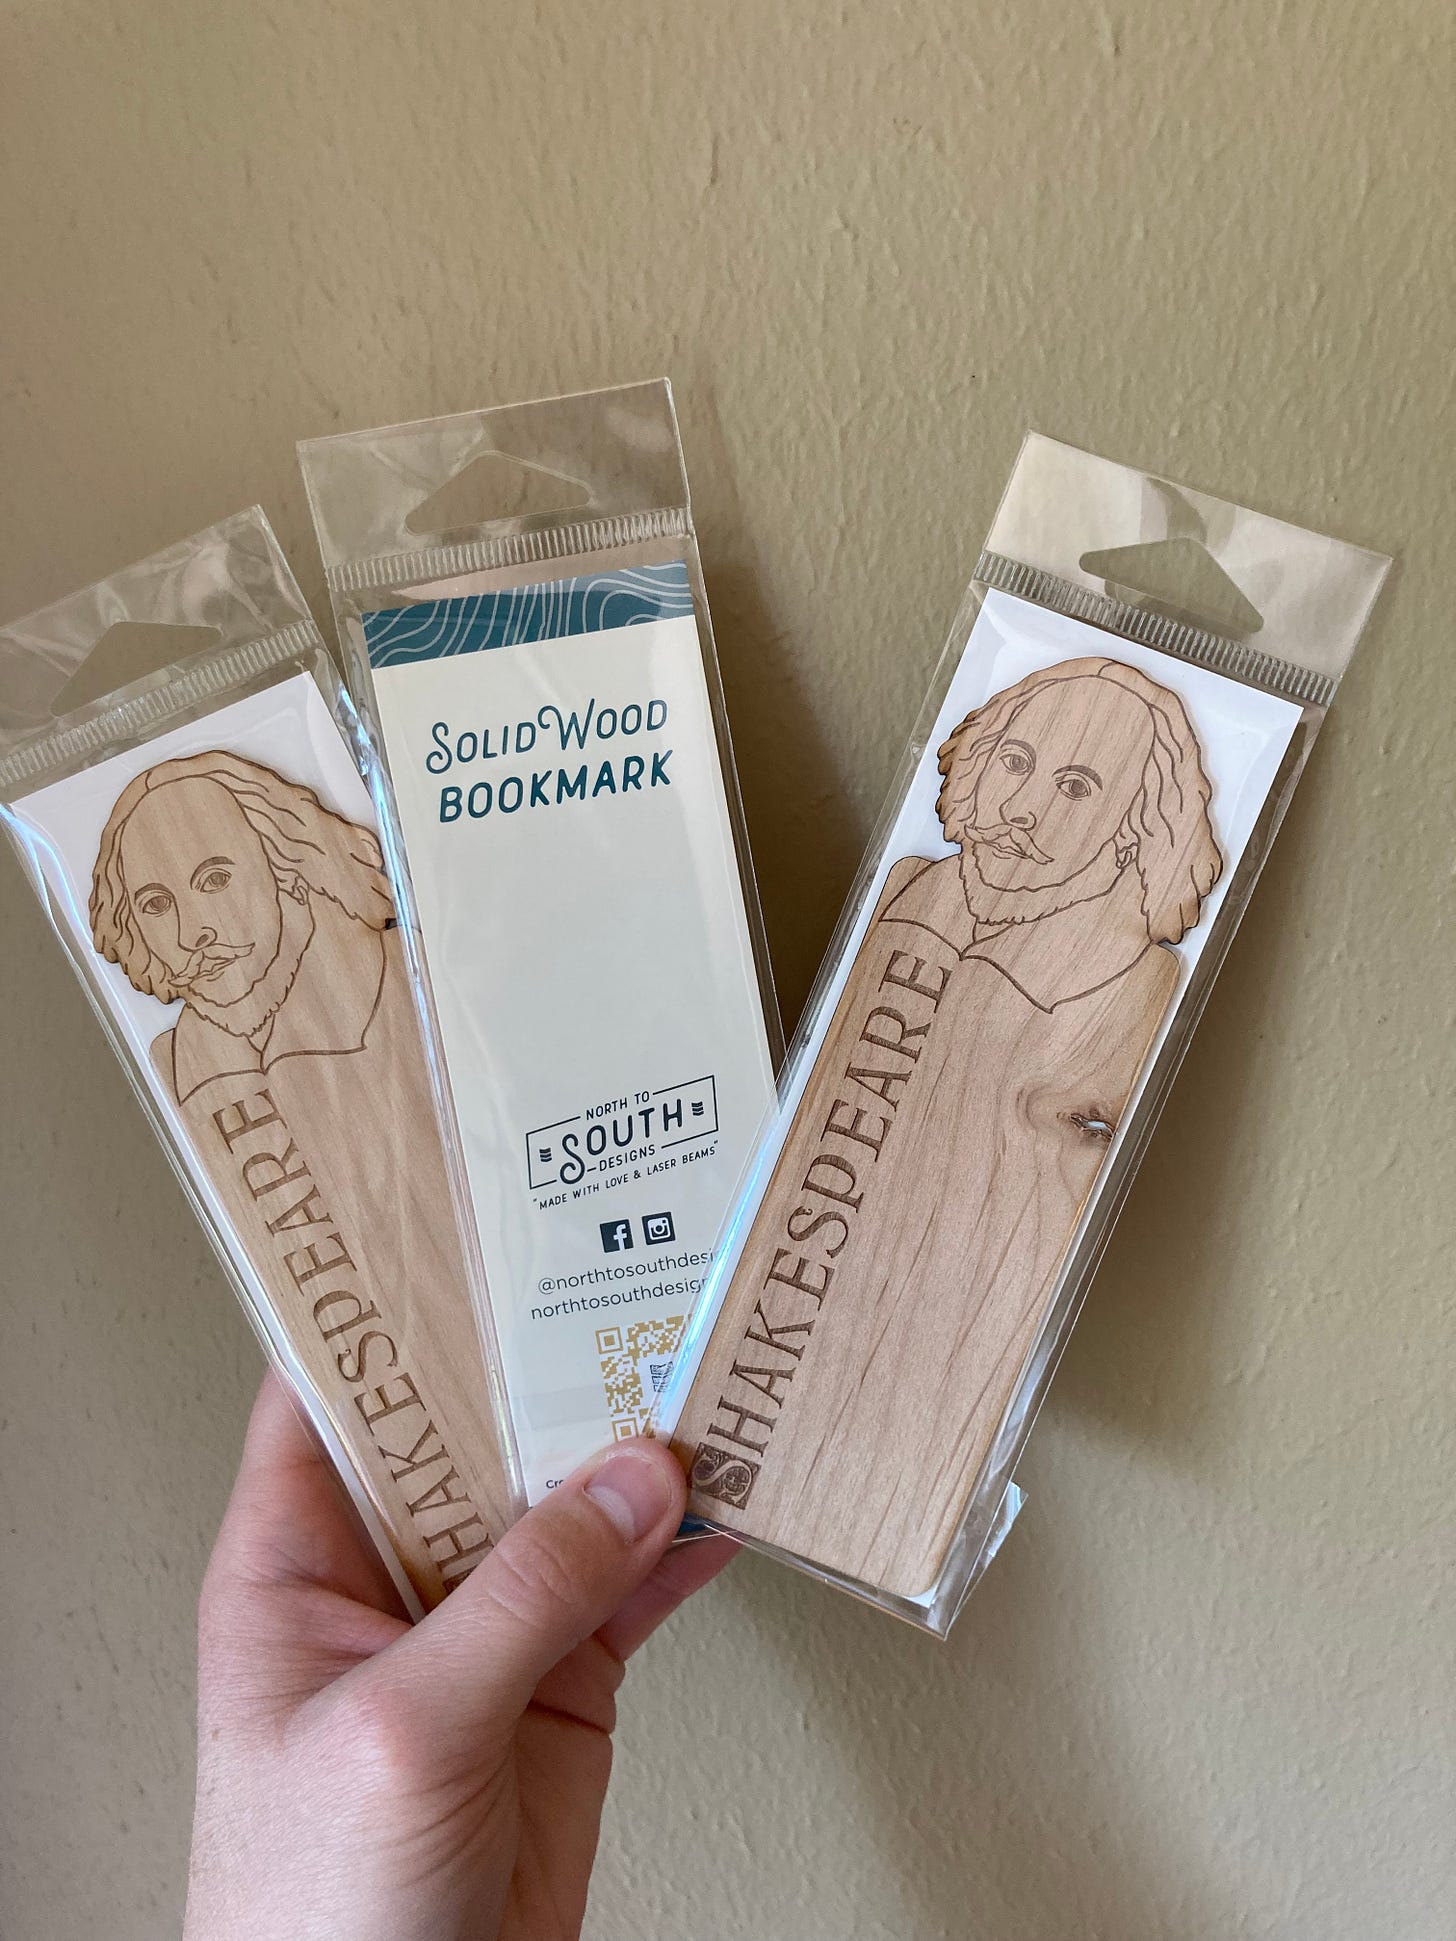 SHAKESPEARE
SOLID WOOD
BOOKMARK
NORTH TO
SOUTH
DESIGNS
"MADE WITH LOVE & LASER BEAMS"
SHAKESPEARE